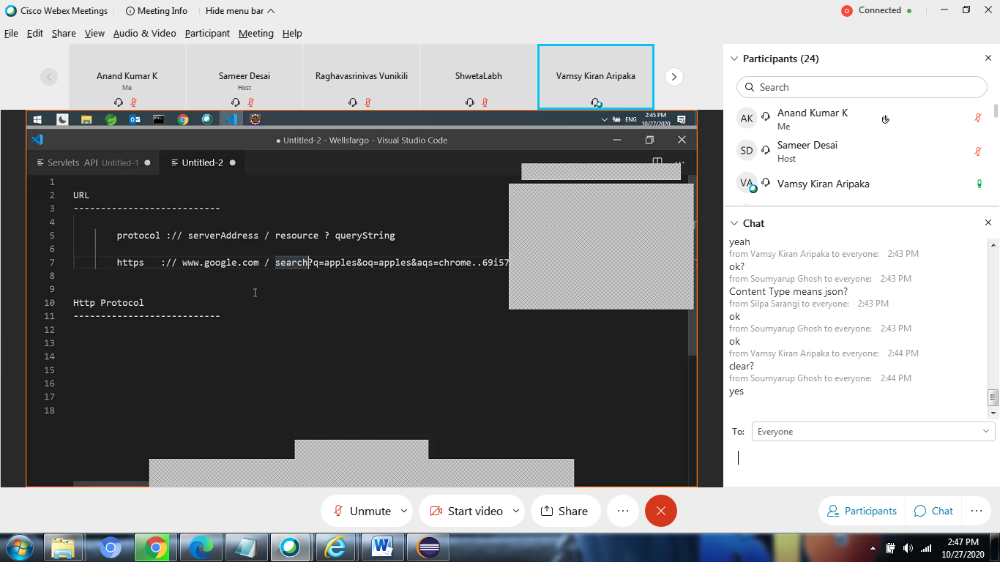 Cisco Webex Meetings Meeting Info Hide menu bar Connected
File Edit Share View Audio & Video Participant Meeting Help
Anand Kumar K
Me
Sameer Desai
Host
Raghavasrinivas Vunikili
ShwetaLabh
Vamsy Kiran Aripaka
ENG
2:45 PM
10/27/2020
● Untitled-2 - Wellsfargo - Visual Studio Code
Servlets API Untitled-1 ●
Untitled-2 ●
1
2 URL
3 ---------------------------
4
5 protocol :// serverAddress / resource ? queryString
6
7 https :// www.google.com / search?q=apples&oq=apples&aqs=chrome..69i57
8
9
10 Http Protocol
11 ---------------------------
12
13
14
15
16
17
18
Participants (24)
Search
AK Anand Kumar K
Me
SD Sameer Desai
Host
VA Vamsy Kiran Aripaka
Chat
yeah
from Vamsy Kiran Aripaka to everyone: 2:43 PM
ok?
from Soumyarup Ghosh to everyone: 2:43 PM
Content Type means json?
from Silpa Sarangi to everyone: 2:43 PM
ok
from Soumyarup Ghosh to everyone: 2:43 PM
ok
from Vamsy Kiran Aripaka to everyone: 2:44 PM
clear?
from Soumyarup Ghosh to everyone: 2:44 PM
yes
To: Everyone
Unmute Start video Share
Participants Chat
2:47 PM
10/27/2020